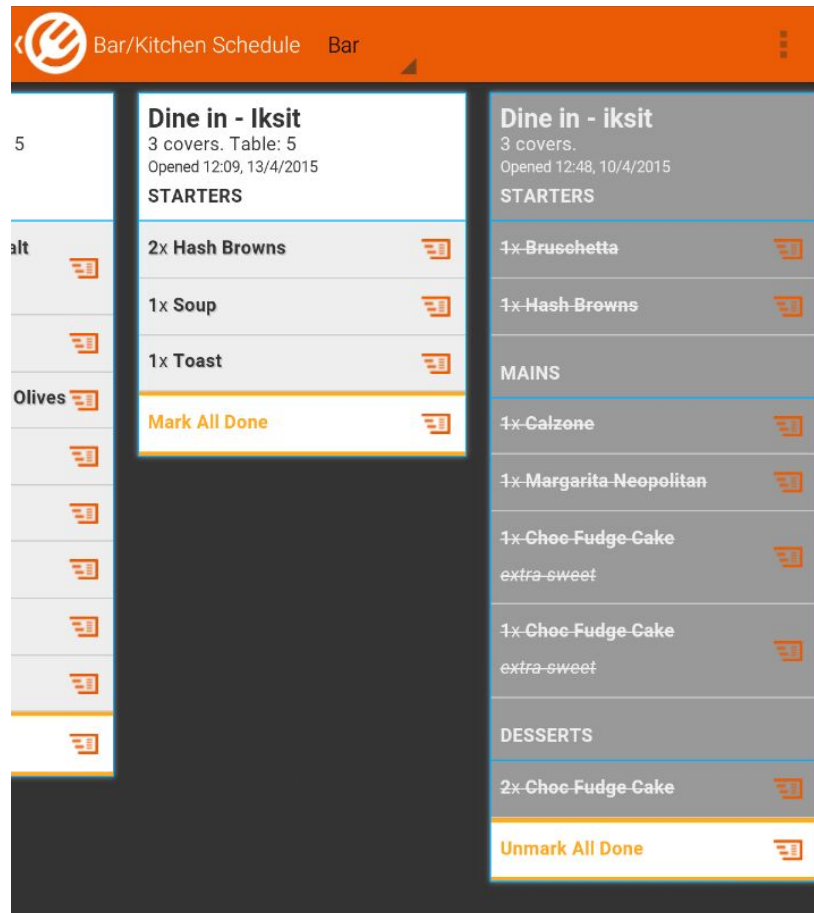 Bar/Kitchen Schedule Bar
5
alt
Olives
Dine in - Iksit
3 covers. Table: 5
Opened 12:09, 13/4/2015
STARTERS
2x Hash Browns
1x Soup
1x Toast
Mark All Done
Dine in - iksit
3 covers.
Opened 12:48, 10/4/2015
STARTERS
1x Bruschetta
1x Hash Browns
MAINS
1x Calzone
1x Margarita Neopolitan
1x Choc Fudge Cake
extra sweet
1x Choc Fudge Cake
extra sweet
DESSERTS
2x Choc Fudge Cake
Unmark All Done